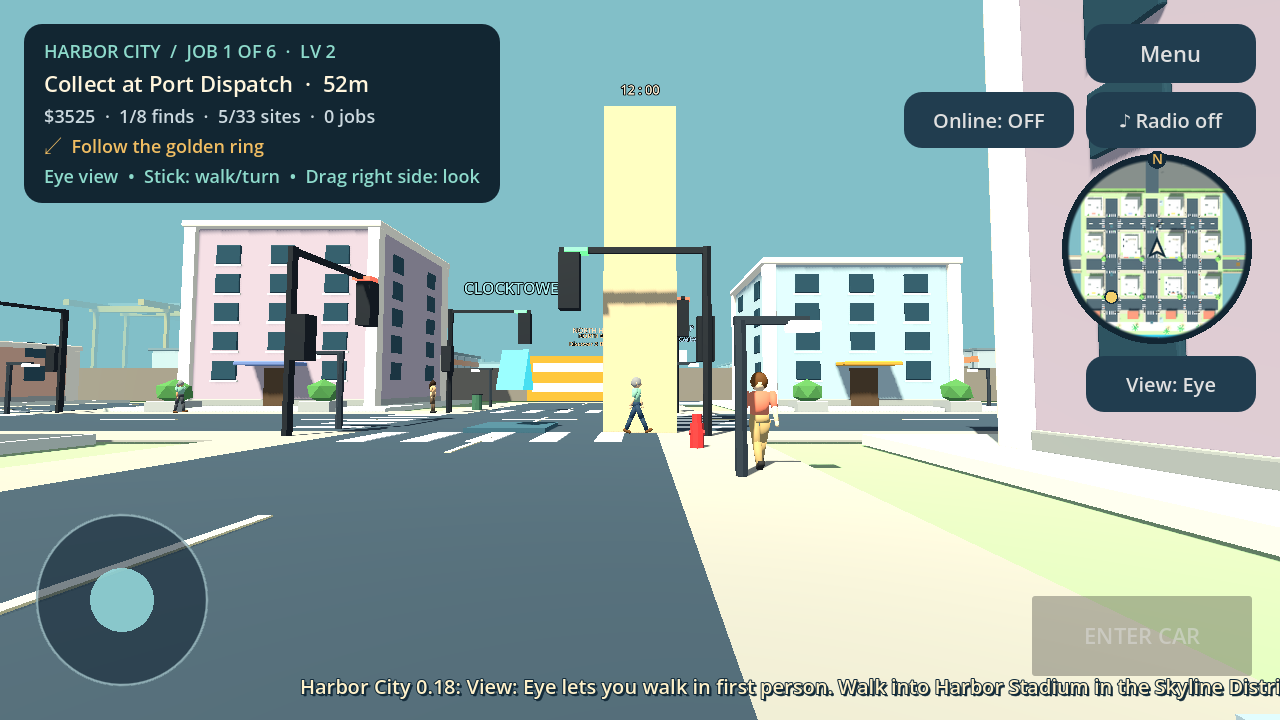 HARBOR CITY / JOB 1 OF 6 · LV 2
Collect at Port Dispatch · 52m
$3525 · 1/8 finds · 5/33 sites · 0 jobs
↙ Follow the golden ring
Eye view • Stick: walk/turn • Drag right side: look
Menu
Online: OFF
♪ Radio off
N
12:00
CLOCKTOWE
View: Eye
ENTER CAR
Harbor City 0.18: View: Eye lets you walk in first person. Walk into Harbor Stadium in the Skyline Distri